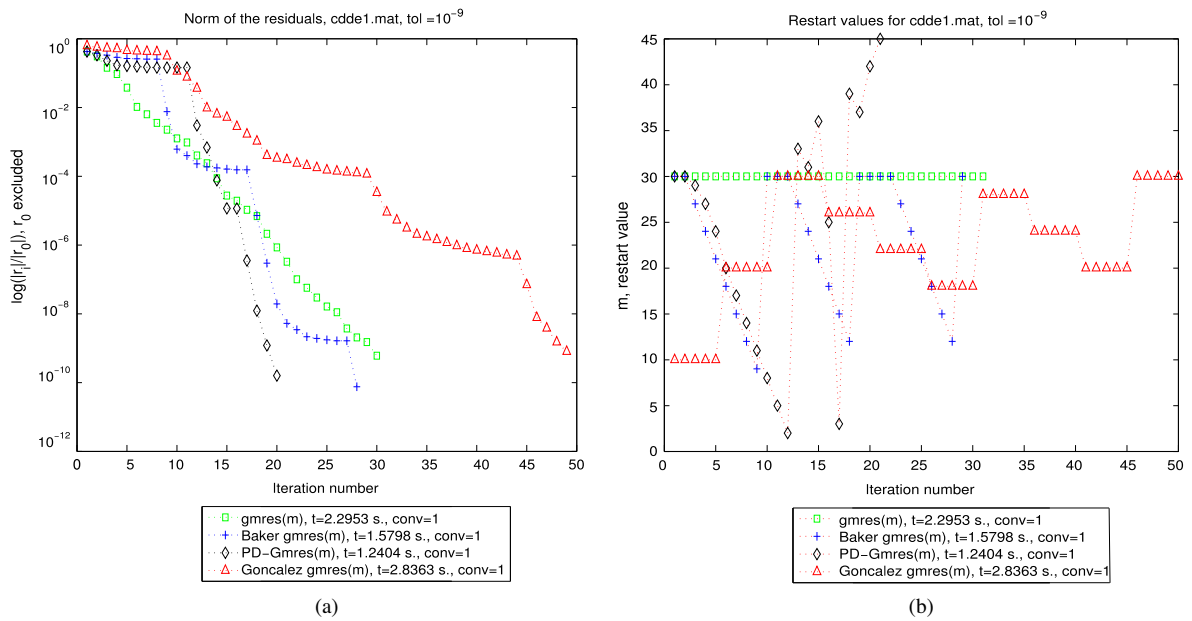 Norm of the residuals, cdde1.mat, tol =10^-9
log(|r_i|/|r_0|), r_0 excluded
10^0
10^-2
10^-4
10^-6
10^-8
10^-10
10^-12
0 5 10 15 20 25 30 35 40 45 50
Iteration number
gmres(m), t=2.2953 s., conv=1
Baker gmres(m), t=1.5798 s., conv=1
PD-Gmres(m), t=1.2404 s., conv=1
Goncalez gmres(m), t=2.8363 s., conv=1
(a)
Restart values for cdde1.mat, tol =10^-9
m, restart value
45
40
35
30
25
20
15
10
5
0
0 5 10 15 20 25 30 35 40 45 50
Iteration number
gmres(m), t=2.2953 s., conv=1
Baker gmres(m), t=1.5798 s., conv=1
PD-Gmres(m), t=1.2404 s., conv=1
Goncalez gmres(m), t=2.8363 s., conv=1
(b)